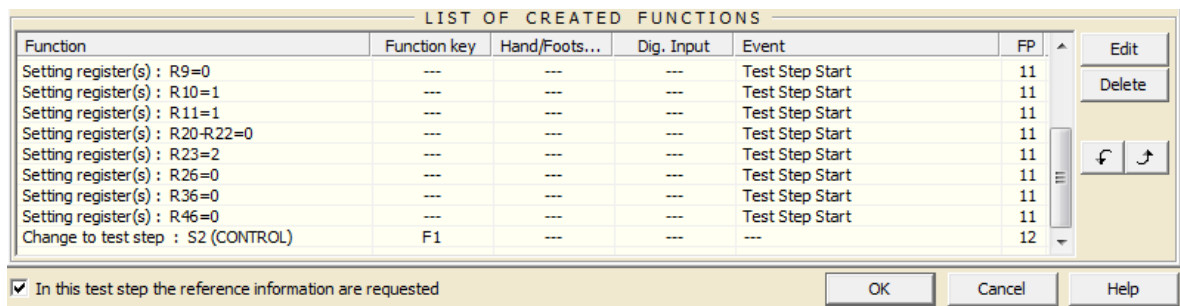 LIST OF CREATED FUNCTIONS
Function Function key Hand/Foots... Dig. Input Event FP
Setting register(s) : R9=0 --- --- --- Test Step Start 11
Setting register(s) : R10=1 --- --- --- Test Step Start 11
Setting register(s) : R11=1 --- --- --- Test Step Start 11
Setting register(s) : R20-R22=0 --- --- --- Test Step Start 11
Setting register(s) : R23=2 --- --- --- Test Step Start 11
Setting register(s) : R26=0 --- --- --- Test Step Start 11
Setting register(s) : R36=0 --- --- --- Test Step Start 11
Setting register(s) : R46=0 --- --- --- Test Step Start 11
Change to test step : S2 (CONTROL) F1 --- --- --- 12
Edit
Delete
In this test step the reference information are requested
OK Cancel Help